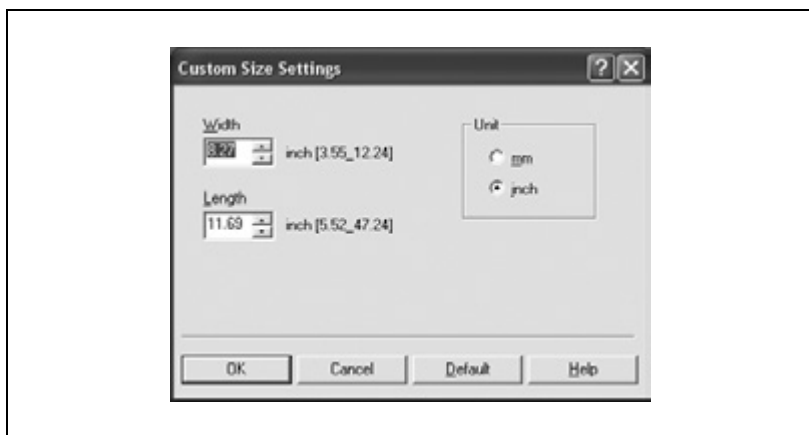 Custom Size Settings
Width
8.27 inch [3.55_12.24]
Length
11.69 inch [5.52_47.24]
Unit
mm
inch
OK Cancel Default Help